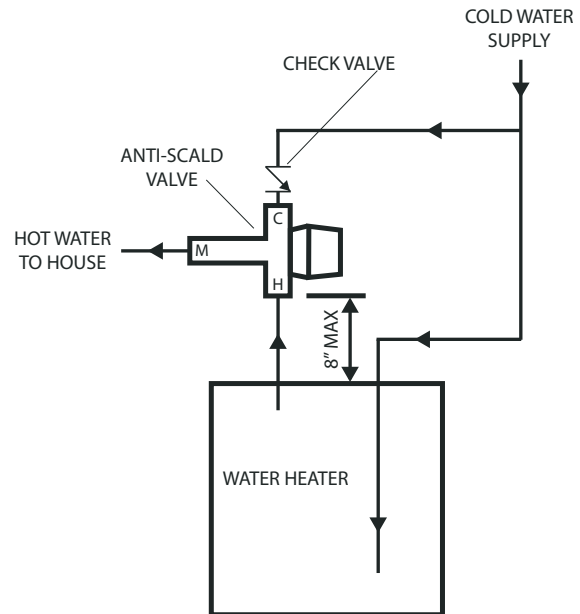 COLD WATER
SUPPLY
CHECK VALVE
ANTI-SCALD
VALVE
C
HOT WATER
TO HOUSE
M
H
8" MAX
WATER HEATER